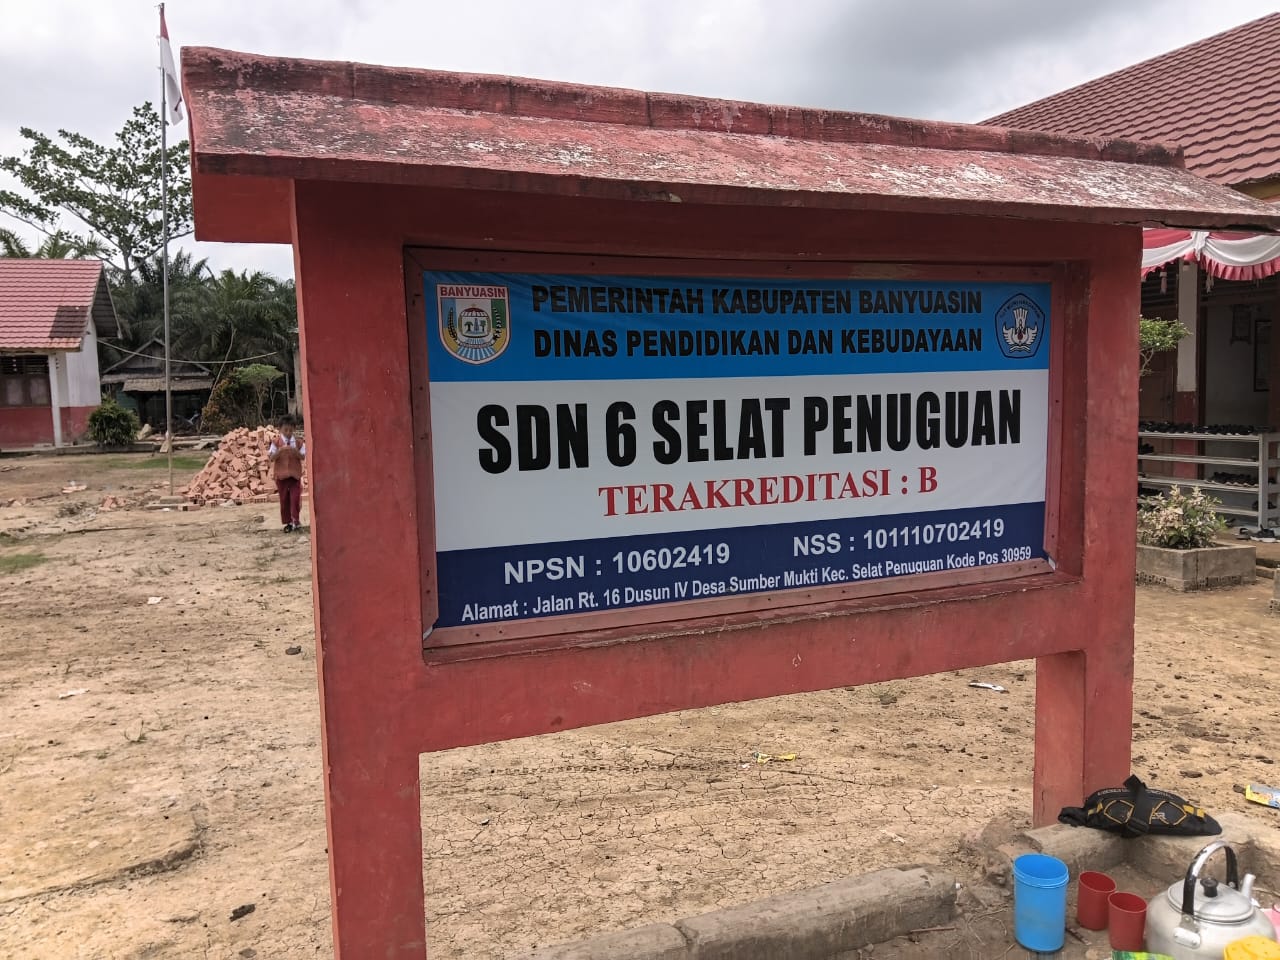 BANYUASIN
PEMERINTAH KABUPATEN BANYUASIN
DINAS PENDIDIKAN DAN KEBUDAYAAN
SDN 6 SELAT PENUGUAN
TERAKREDITASI : B
NPSN : 10602419 NSS : 101110702419
Alamat : Jalan Rt. 16 Dusun IV Desa Sumber Mukti Kec. Selat Penuguan Kode Pos 30959